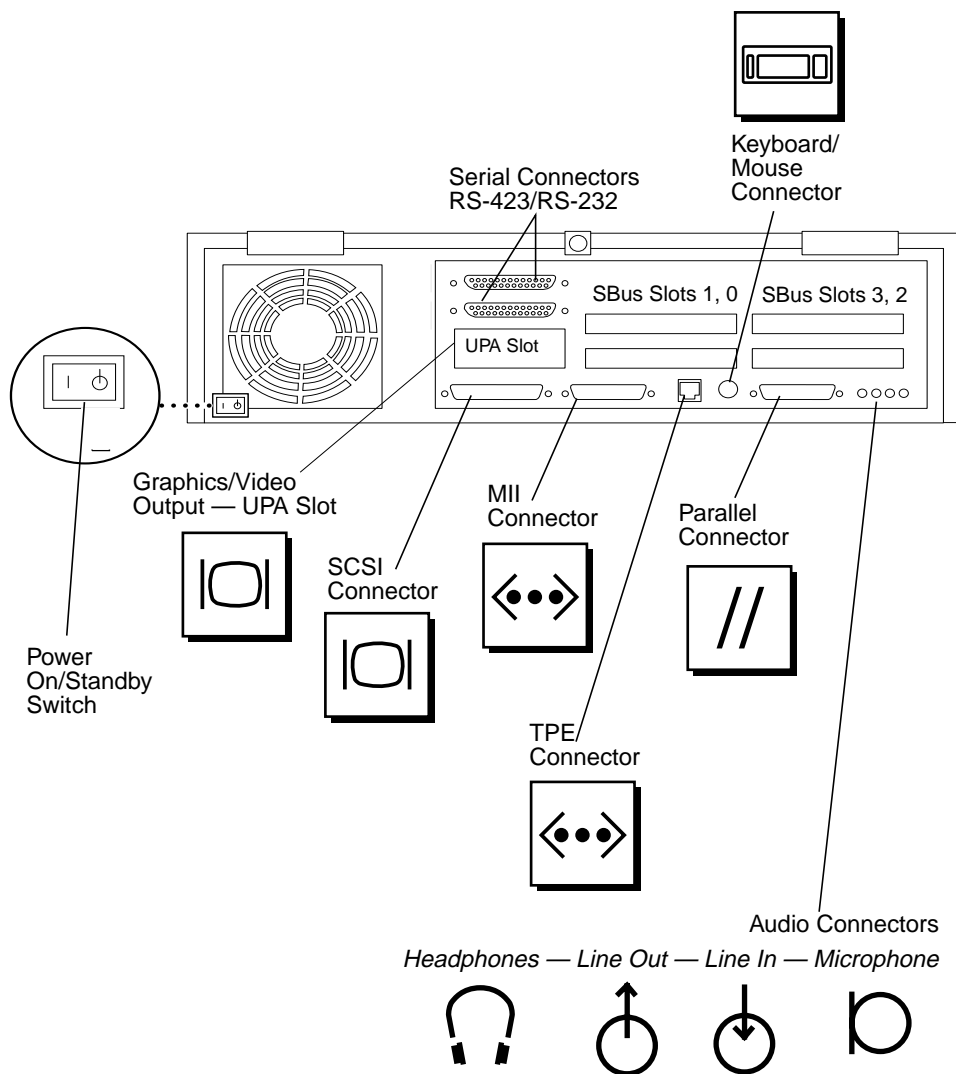 Keyboard/
Mouse
Connector
Serial Connectors
RS-423/RS-232
SBus Slots 1, 0
SBus Slots 3, 2
UPA Slot
Graphics/Video
Output — UPA Slot
MII
Connector
Parallel
Connector
SCSI
Connector
Power
On/Standby
Switch
TPE
Connector
Audio Connectors
Headphones — Line Out — Line In — Microphone